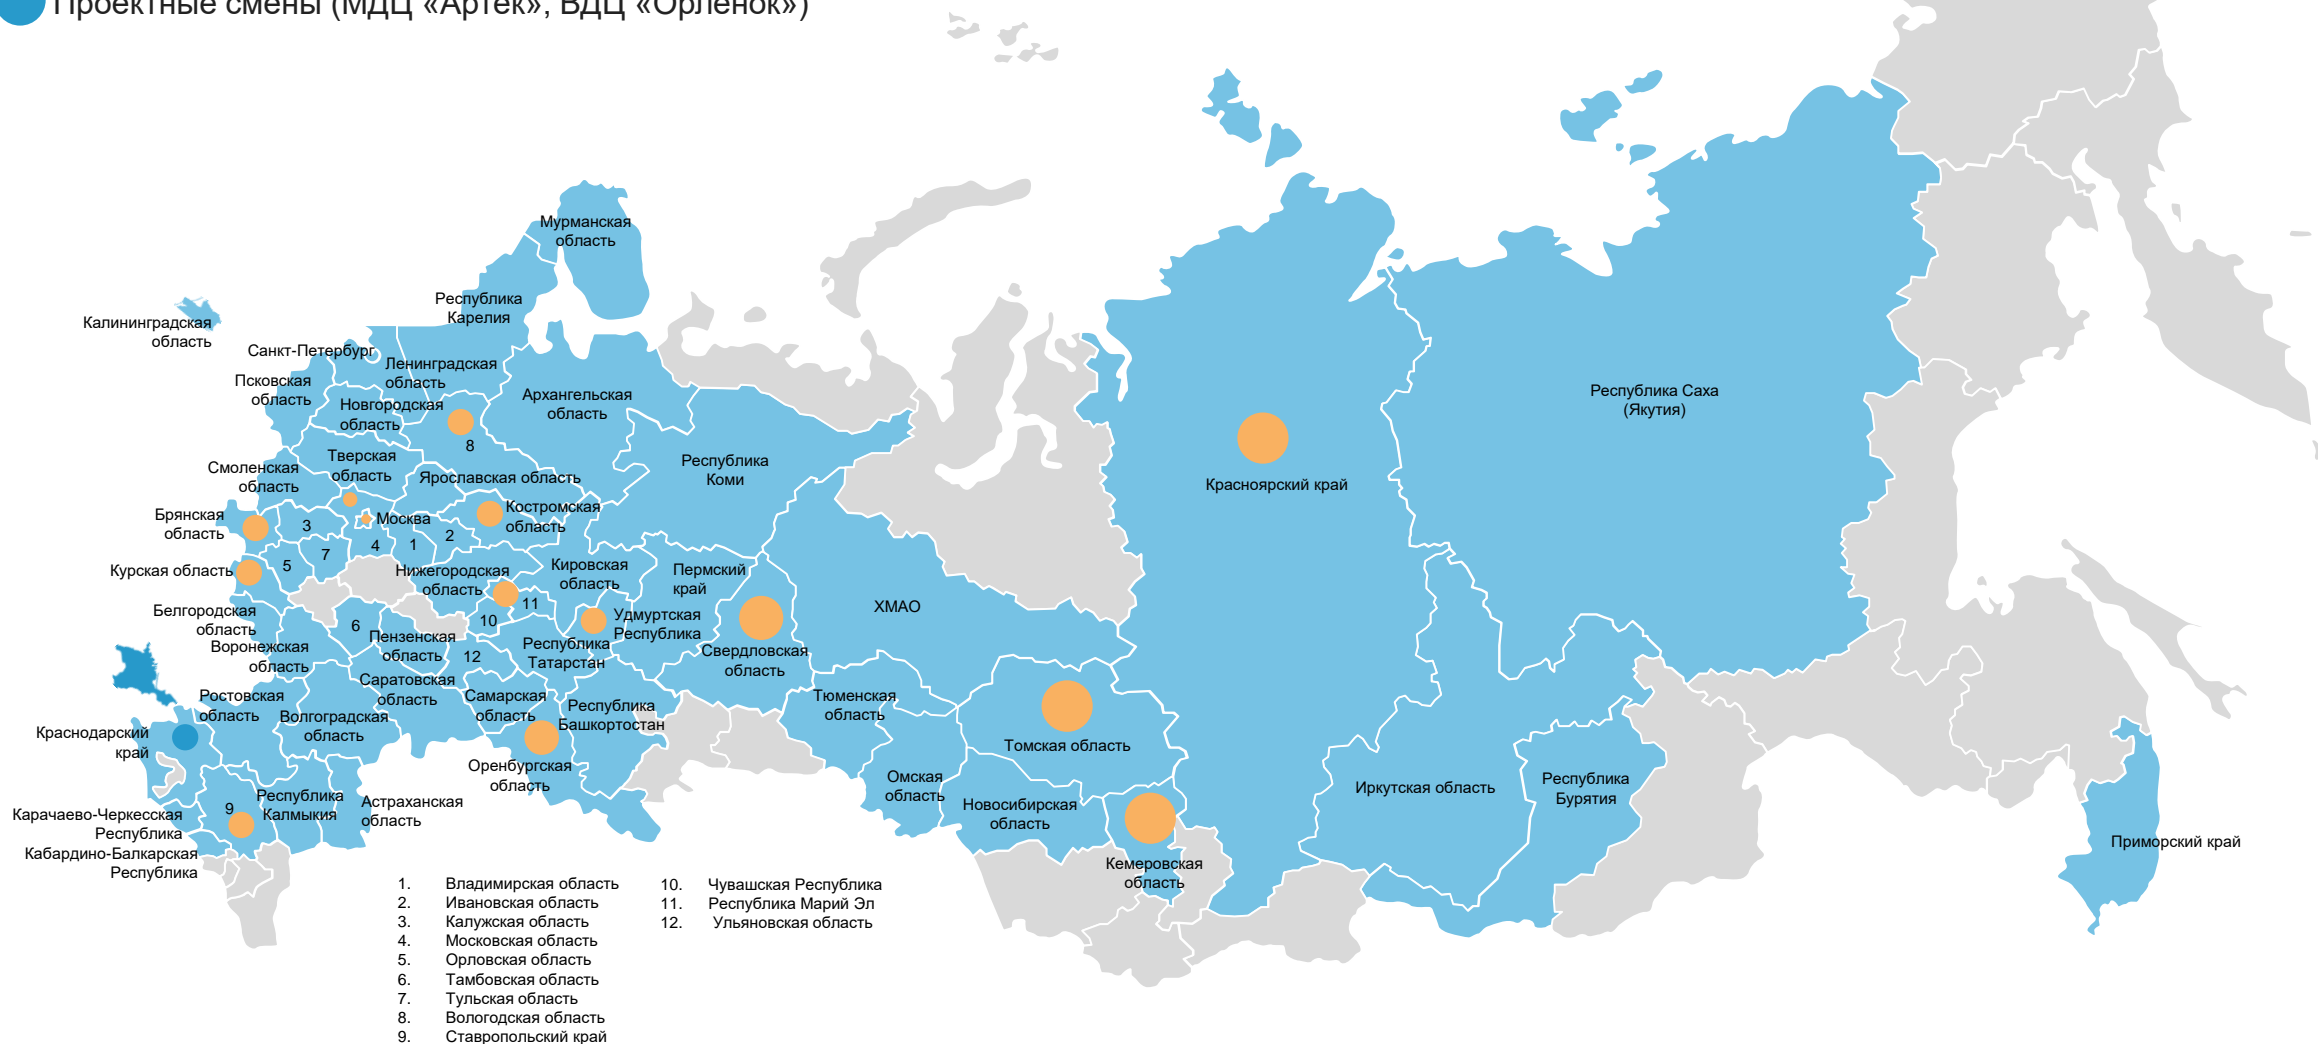 Проектные смены (МДЦ «Артек», ВДЦ «Орленок»)
Мурманская
область
Республика
Карелия
Калининградская
область
Санкт-Петербург
Ленинградская
область
Псковская
область
Новгородская
область
Архангельская
область
8
Тверская
область
Смоленская
область
Ярославская область
Республика
Коми
Республика Саха
(Якутия)
Красноярский край
Брянская
область
3
Москва
Костромская
область
4
1
2
7
5
Курская область
Нижегородская
область
Кировская
область
Пермский
край
ХМАО
Белгородская
область
11
10
6
Удмуртская
Республика
Воронежская
область
Пензенская
область
12
Республика
Татарстан
Свердловская
область
Саратовская
область
Ростовская
область
Волгоградская
область
Самарская
область
Республика
Башкортостан
Тюменская
область
Краснодарский
край
Томская область
Оренбургская
область
Омская
область
Новосибирская
область
Иркутская область
Республика
Бурятия
9
Республика
Калмыкия
Астраханская
область
Карачаево-Черкесская
Республика
Кабардино-Балкарская
Республика
Кемеровская
область
Приморский край
1. Владимирская область
2. Ивановская область
3. Калужская область
4. Московская область
5. Орловская область
6. Тамбовская область
7. Тульская область
8. Вологодская область
9. Ставропольский край
10. Чувашская Республика
11. Республика Марий Эл
12. Ульяновская область